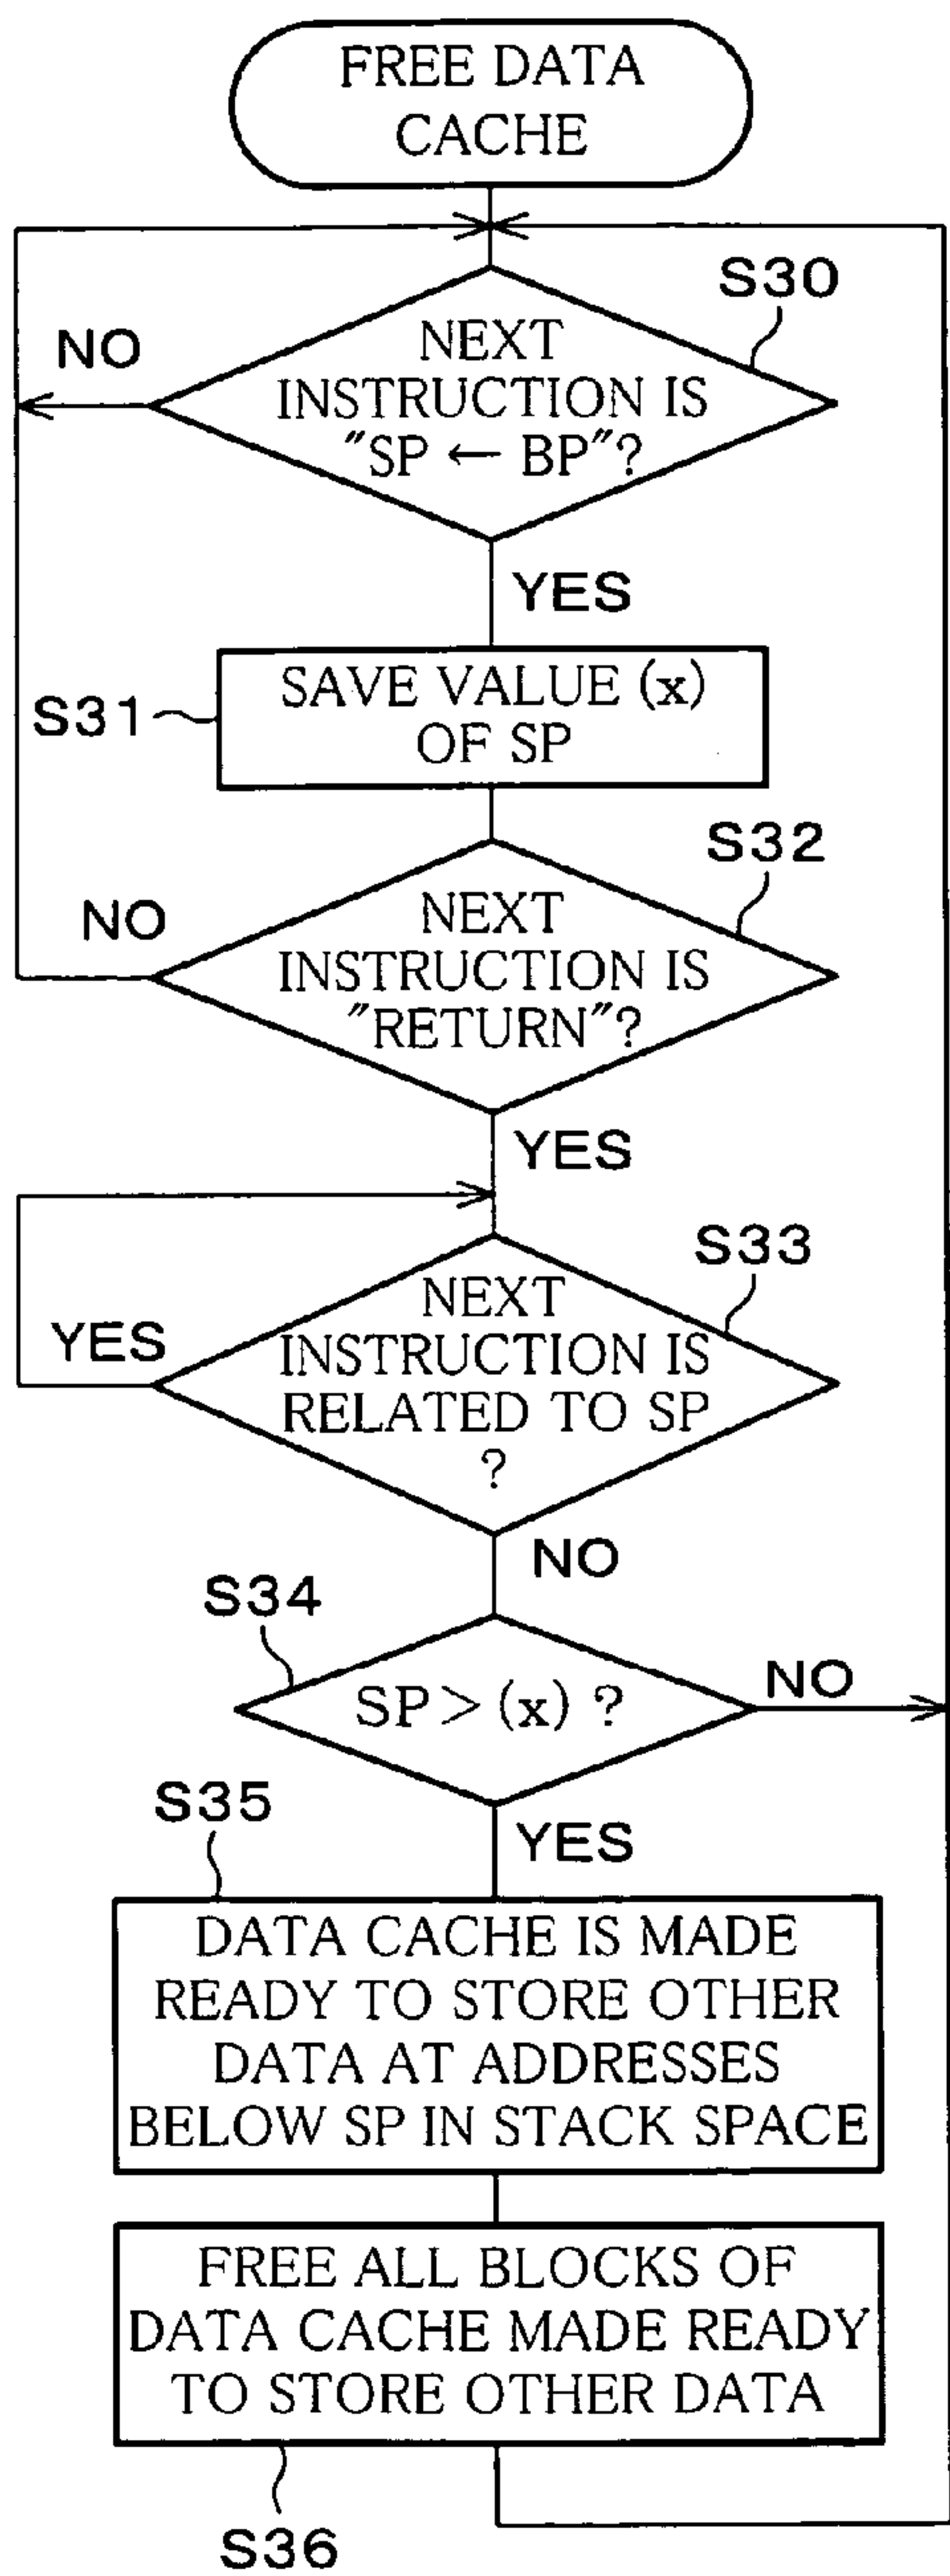 FREE DATA
CACHE
S30
NO
NEXT
INSTRUCTION IS
"SP ← BP"?
YES
S31
SAVE VALUE (x)
OF SP
S32
NO
NEXT
INSTRUCTION IS
"RETURN"?
YES
S33
YES
NEXT
INSTRUCTION IS
RELATED TO SP
?
NO
S34
SP > (x) ?
NO
S35
YES
DATA CACHE IS MADE
READY TO STORE OTHER
DATA AT ADDRESSES
BELOW SP IN STACK SPACE
FREE ALL BLOCKS OF
DATA CACHE MADE READY
TO STORE OTHER DATA
S36